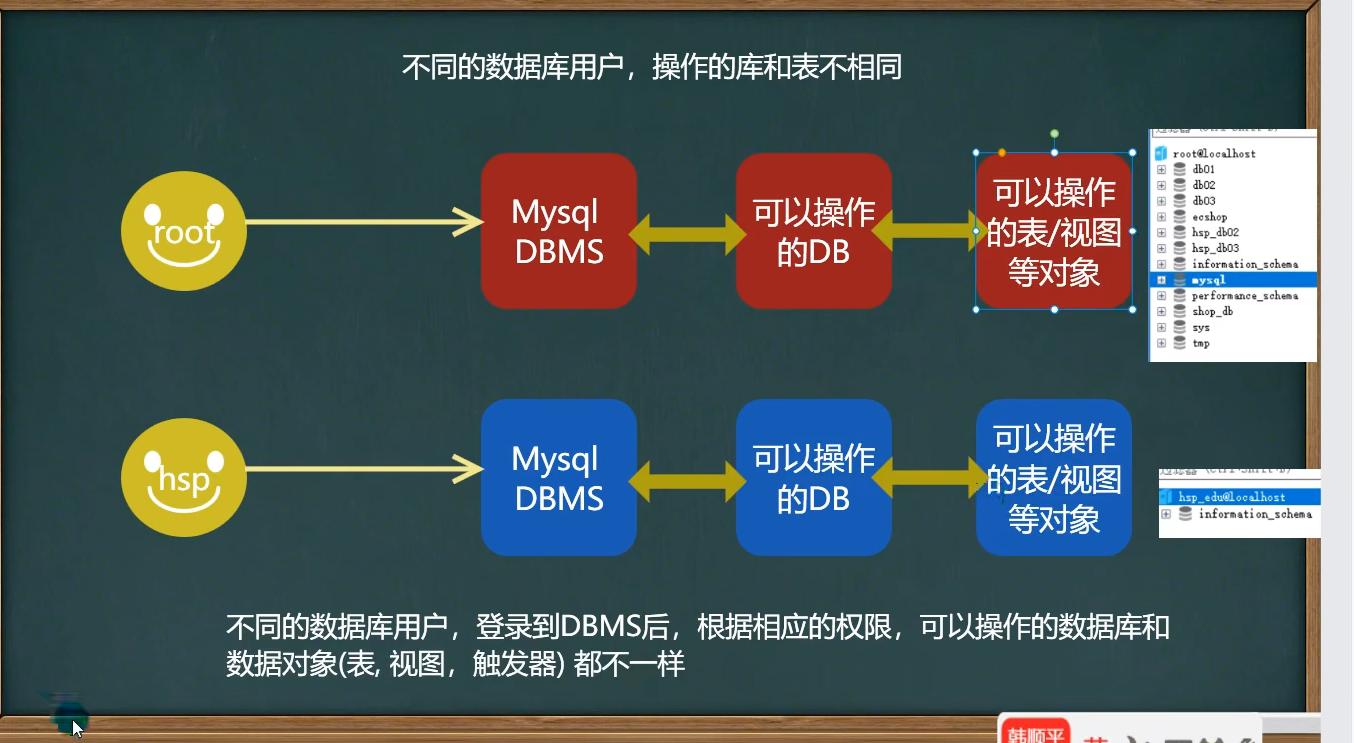 不同的数据库用户，操作的库和表不相同
root
Mysql
DBMS
可以操作
的DB
可以操作
的表/视图
等对象
root@localhost
db01
db02
db03
ecshop
hsp_db02
hsp_db03
information_schema
mysql
performance_schema
shop_db
sys
tmp
hsp
Mysql
DBMS
可以操作
的DB
可以操作
的表/视图
等对象
hsp_edu@localhost
information_schema
不同的数据库用户，登录到DBMS后，根据相应的权限，可以操作的数据库和
数据对象(表, 视图，触发器) 都不一样
韩顺平